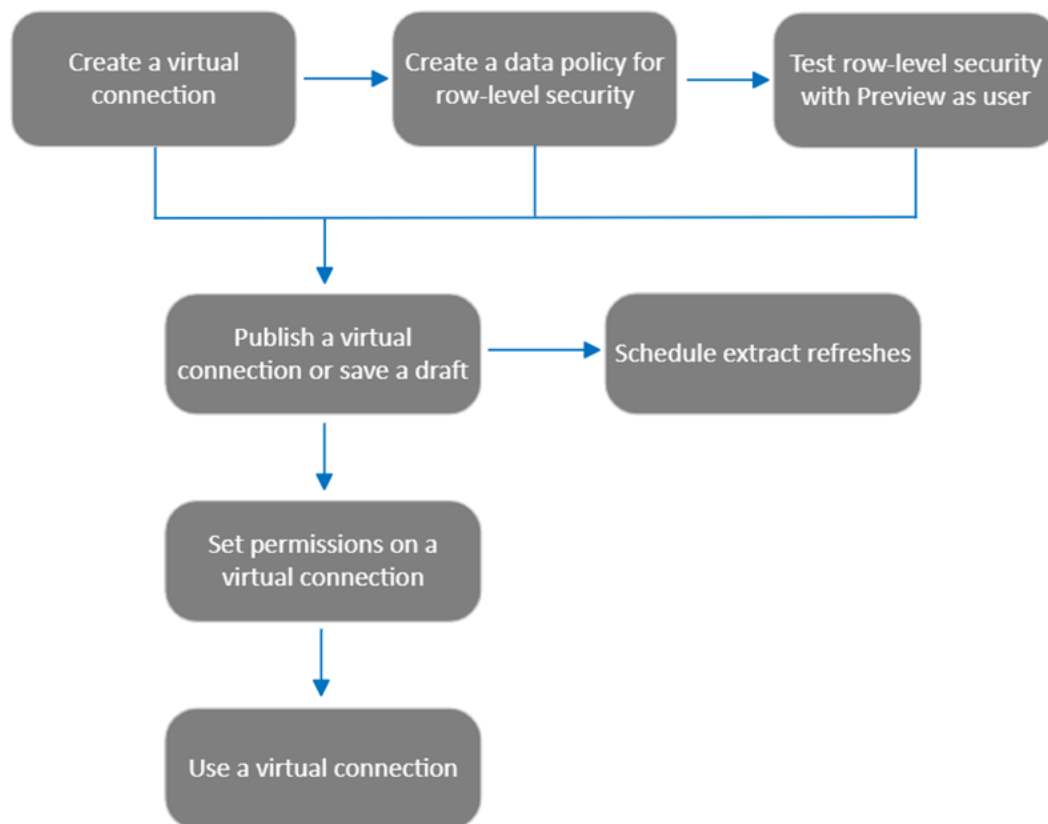 Create a virtual
connection
Create a data policy for
row-level security
Test row-level security
with Preview as user
Publish a virtual
connection or save a draft
Schedule extract refreshes
Set permissions on a
virtual connection
Use a virtual connection